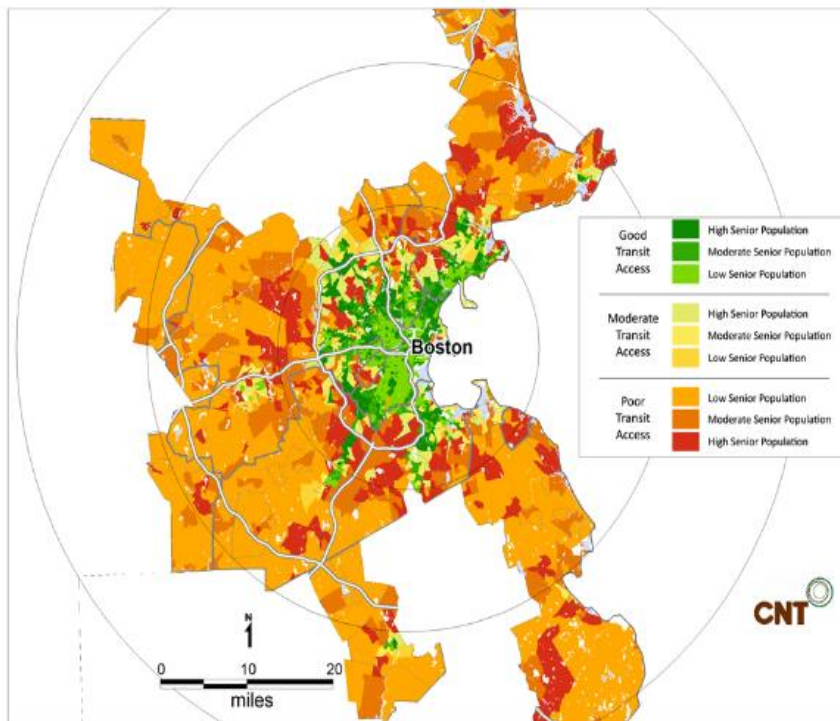 Boston
Good
Transit
Access
High Senior Population
Moderate Senior Population
Low Senior Population
Moderate
Transit
Access
High Senior Population
Moderate Senior Population
Low Senior Population
Poor
Transit
Access
Low Senior Population
Moderate Senior Population
High Senior Population
CNT
N
0 10 20
miles